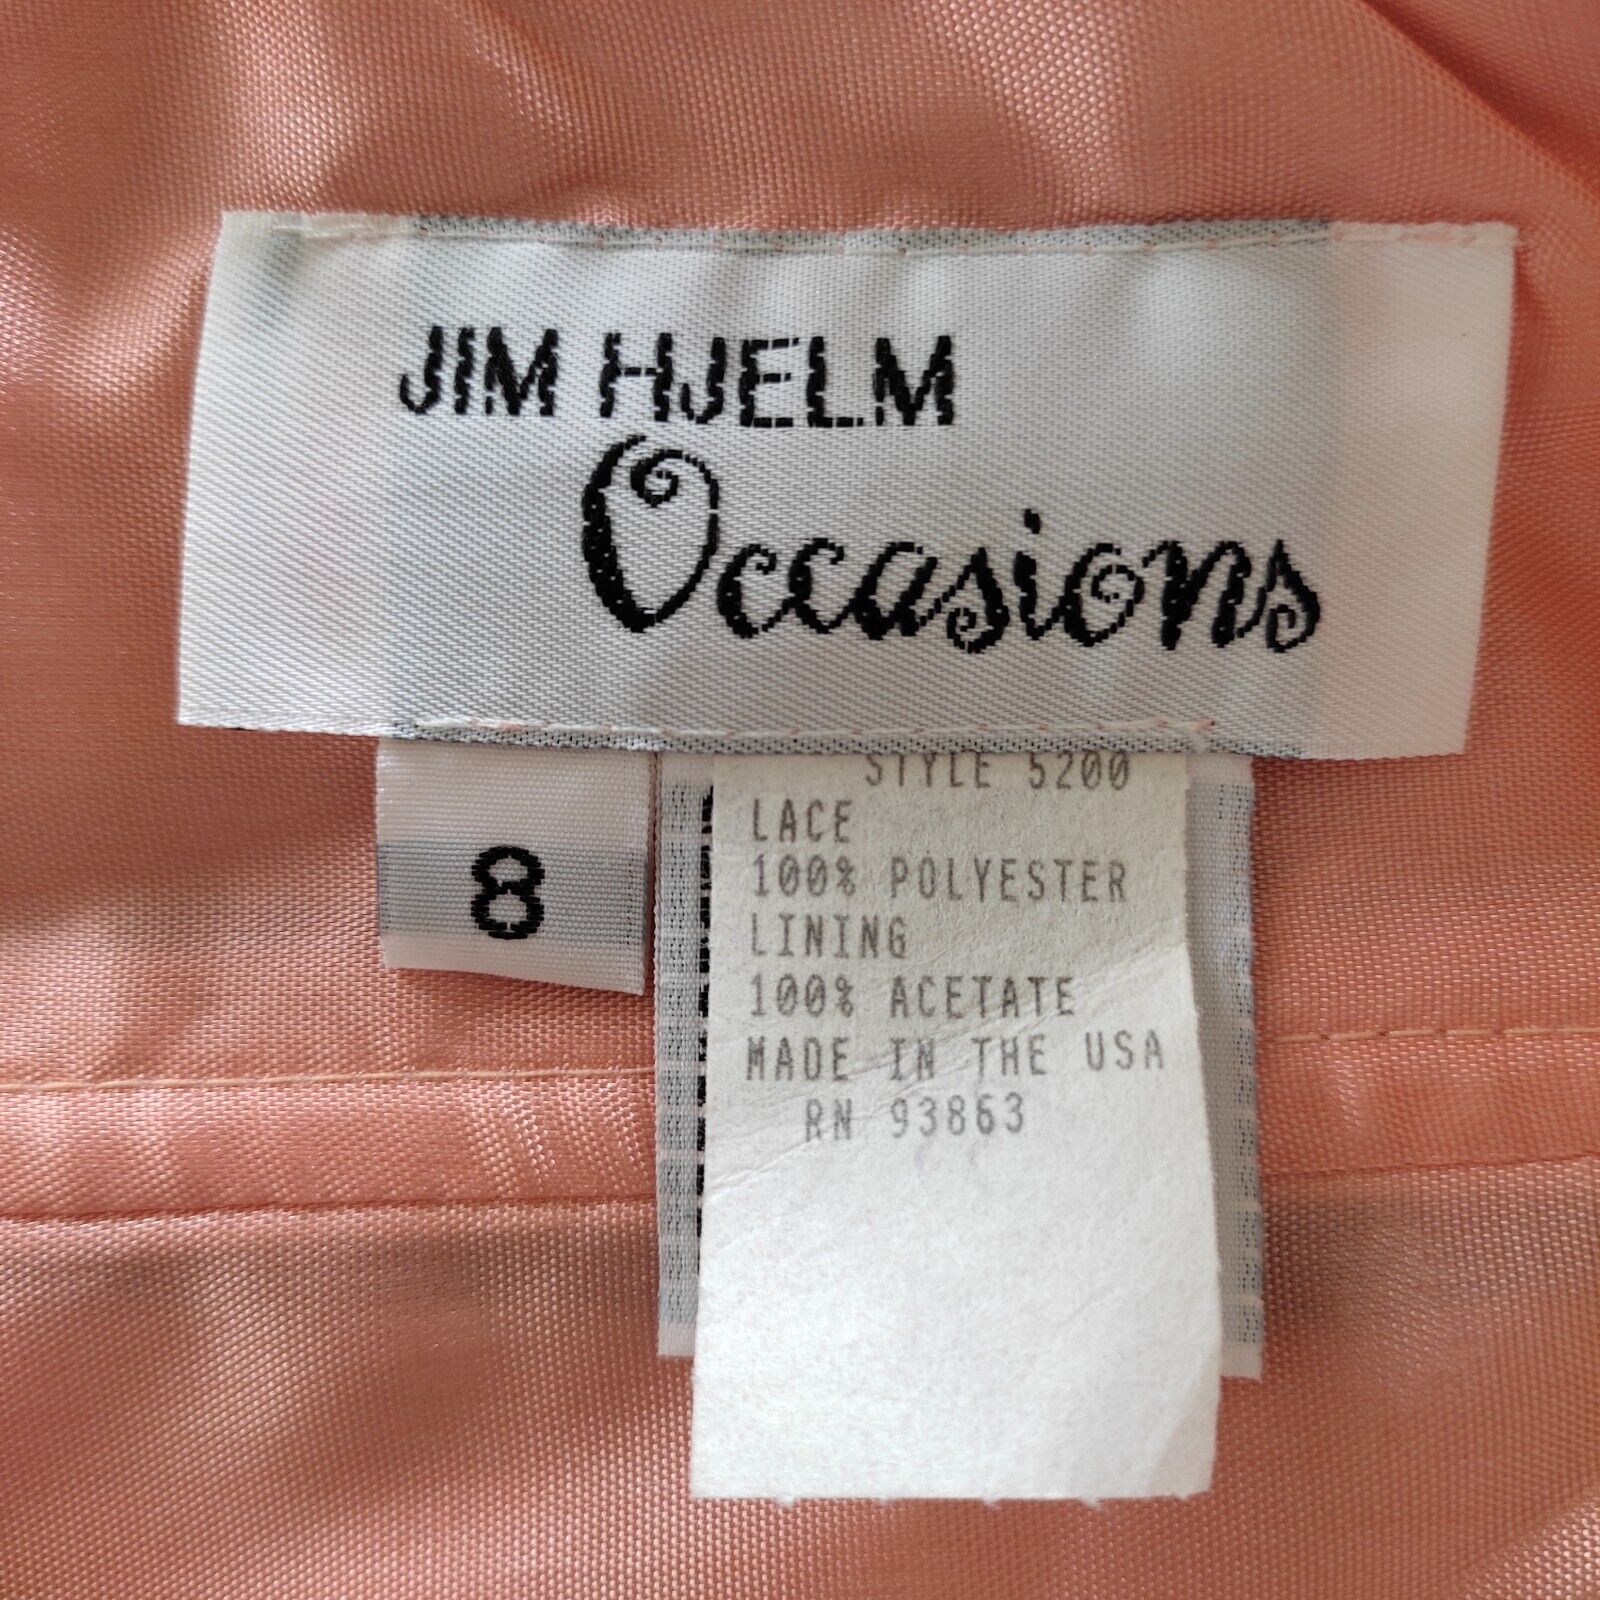 JIM HJELM
Occasions
8
STYLE 5200
LACE
100% POLYESTER
LINING
100% ACETATE
MADE IN THE USA
RN 93863